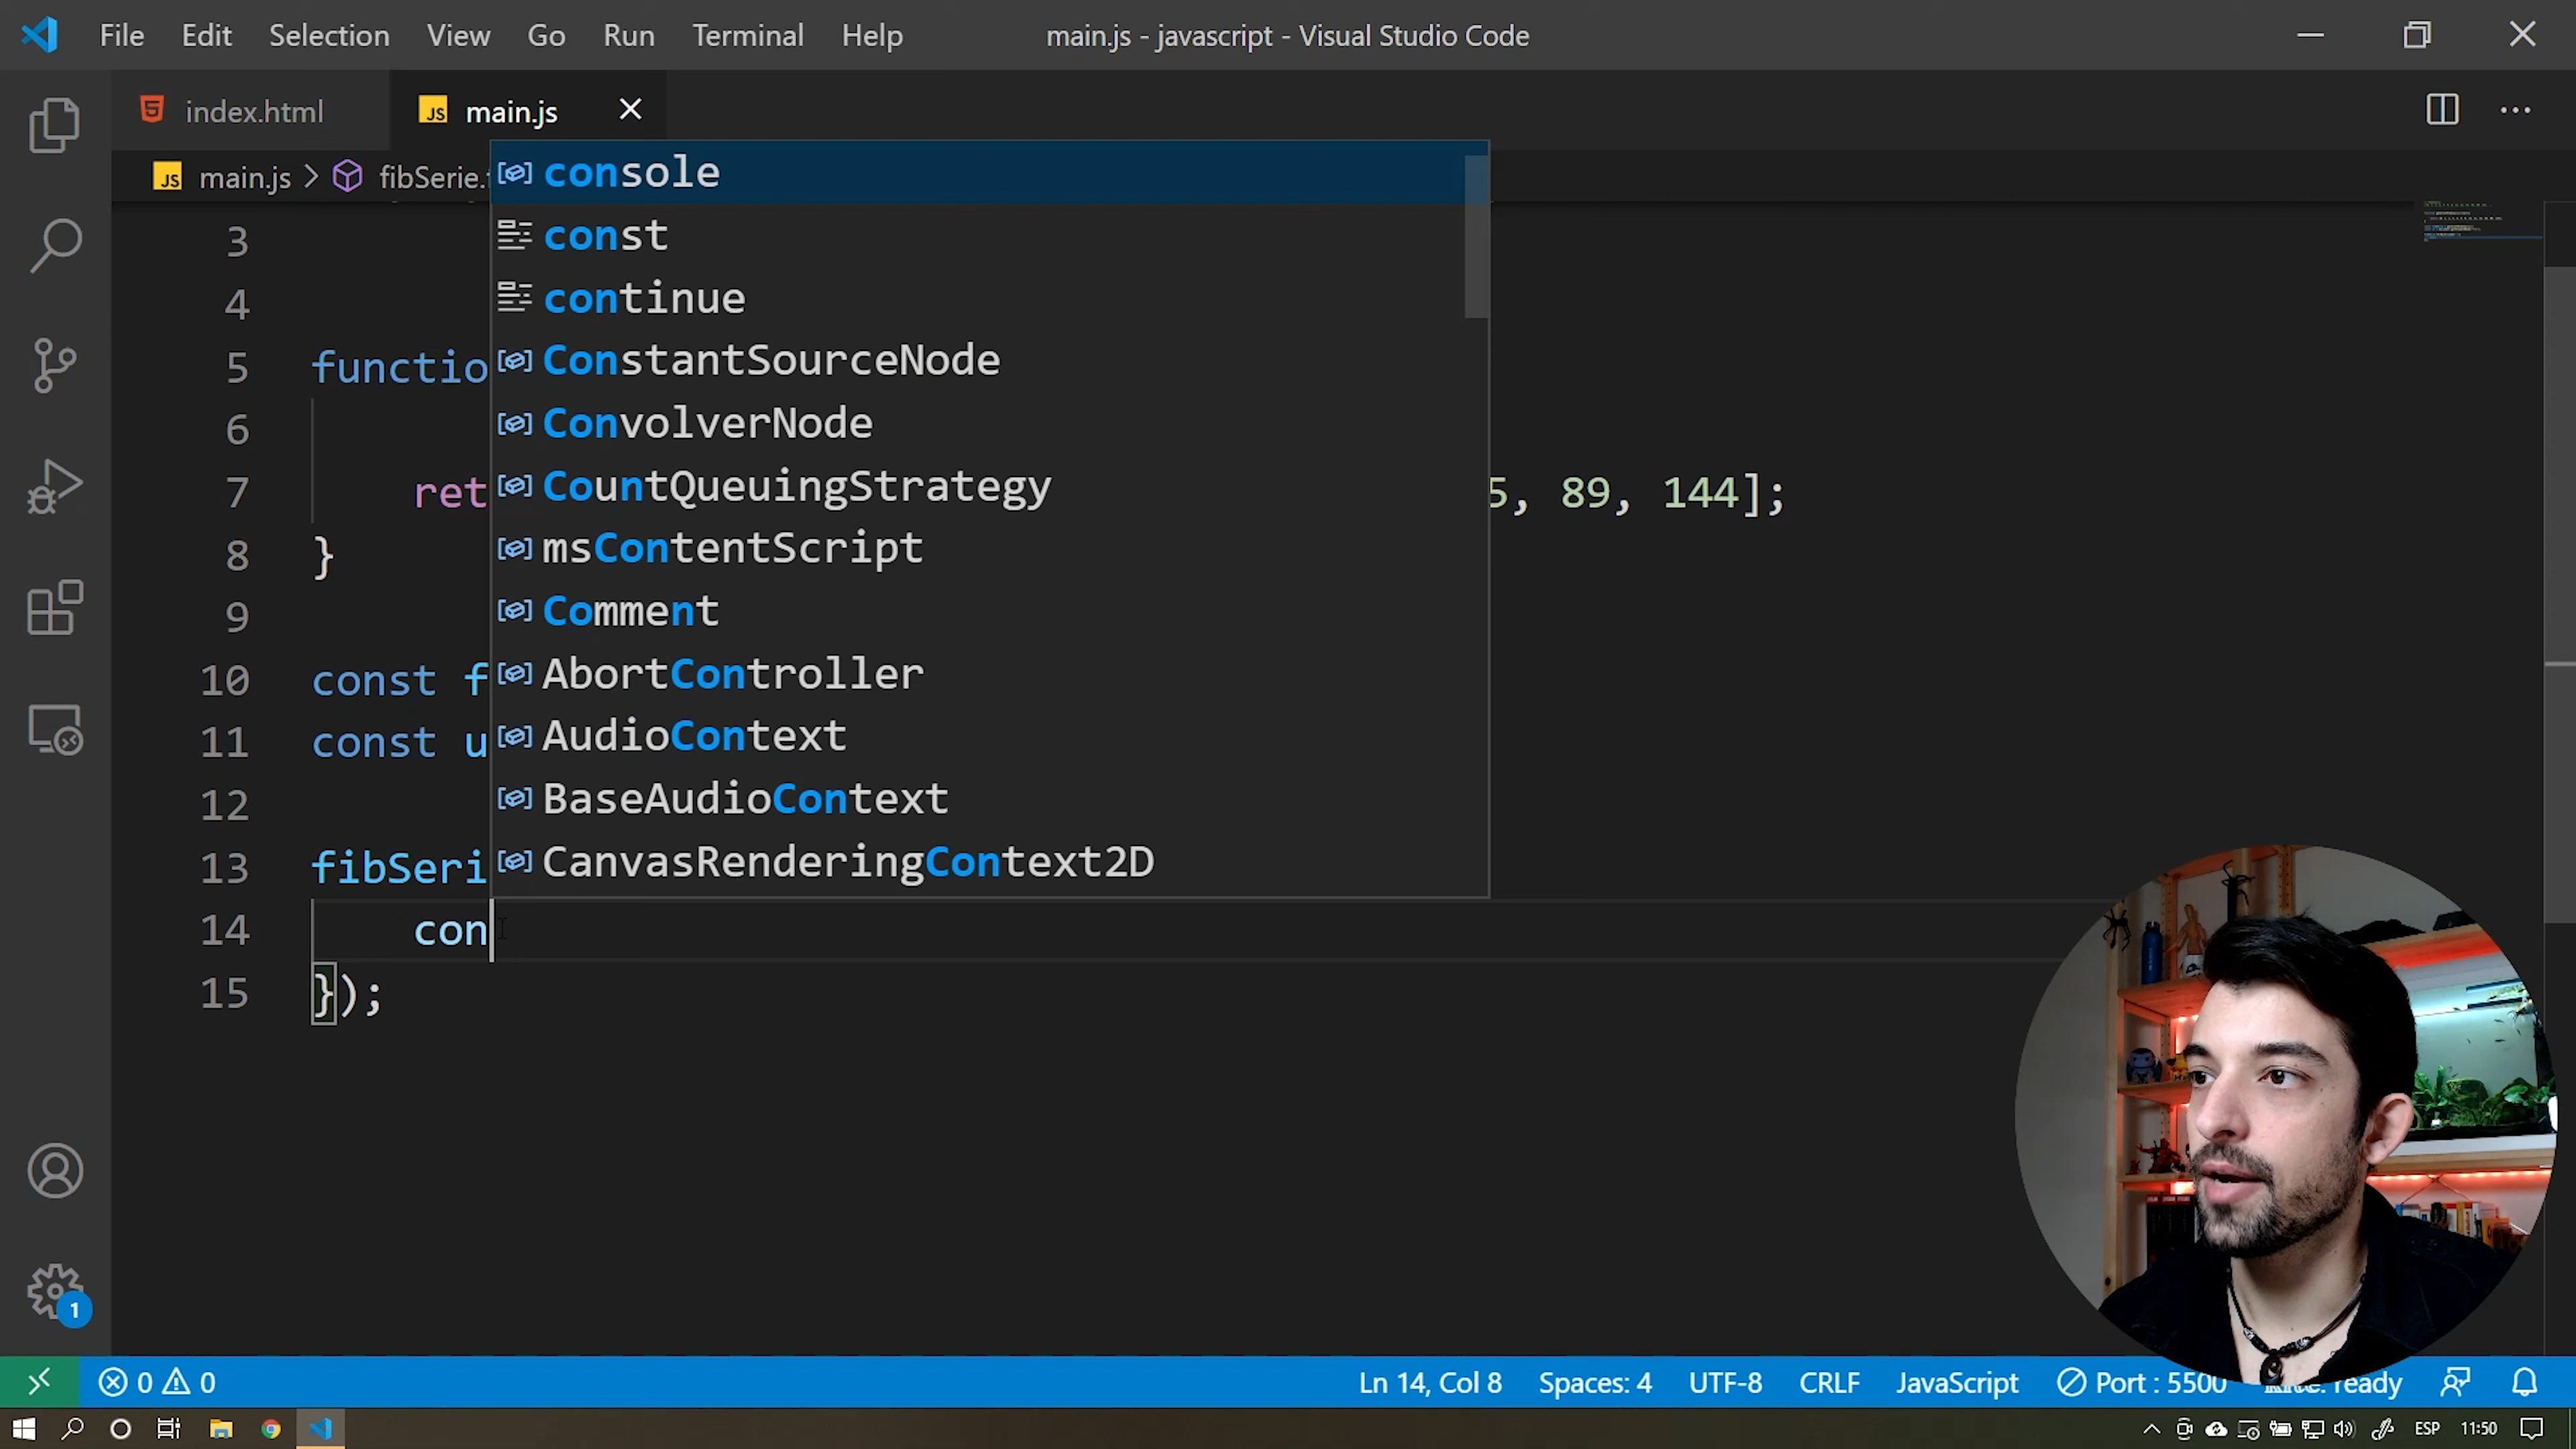 File Edit Selection View Go Run Terminal Help main.js - javascript - Visual Studio Code
index.html
JS main.js
JS main.js > fibSerie.f
console
const
continue
ConstantSourceNode
ConvolverNode
CountQueuingStrategy
msContentScript
Comment
AbortController
AudioContext
BaseAudioContext
CanvasRenderingContext2D
3
4
5 functio
6
7 ret 5, 89, 144];
8 }
9
10 const f
11 const u
12
13 fibSeri
14 con
15 });
1
0 0 Ln 14, Col 8 Spaces: 4 UTF-8 CRLF JavaScript Port : 5500 ready
ESP 11:50